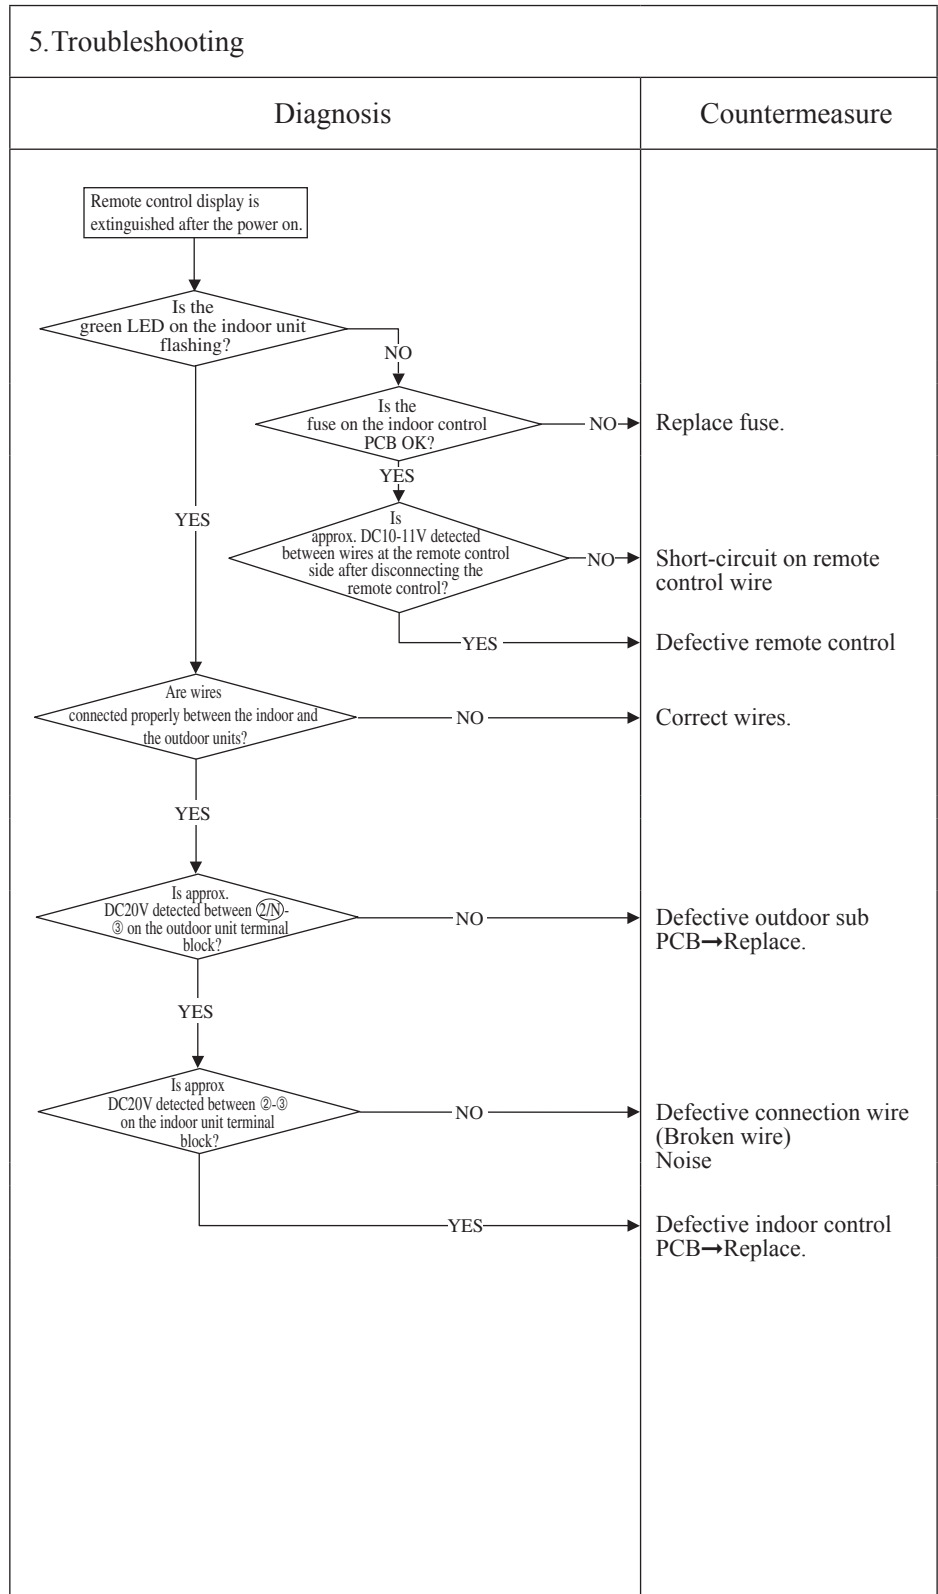 5.Troubleshooting
Diagnosis
Countermeasure
Remote control display is
extinguished after the power on.
Is the
green LED on the indoor unit
flashing?
NO
Is the
fuse on the indoor control
PCB OK?
NO
Replace fuse.
YES
YES
Is
approx. DC10-11V detected
between wires at the remote control
side after disconnecting the
remote control?
NO
Short-circuit on remote
control wire
YES
Defective remote control
Are wires
connected properly between the indoor and
the outdoor units?
NO
Correct wires.
YES
Is approx.
DC20V detected between (2/N)-
③ on the outdoor unit terminal
block?
NO
Defective outdoor sub
PCB→Replace.
YES
Is approx
DC20V detected between ②-③
on the indoor unit terminal
block?
NO
Defective connection wire
(Broken wire)
Noise
YES
Defective indoor control
PCB→Replace.